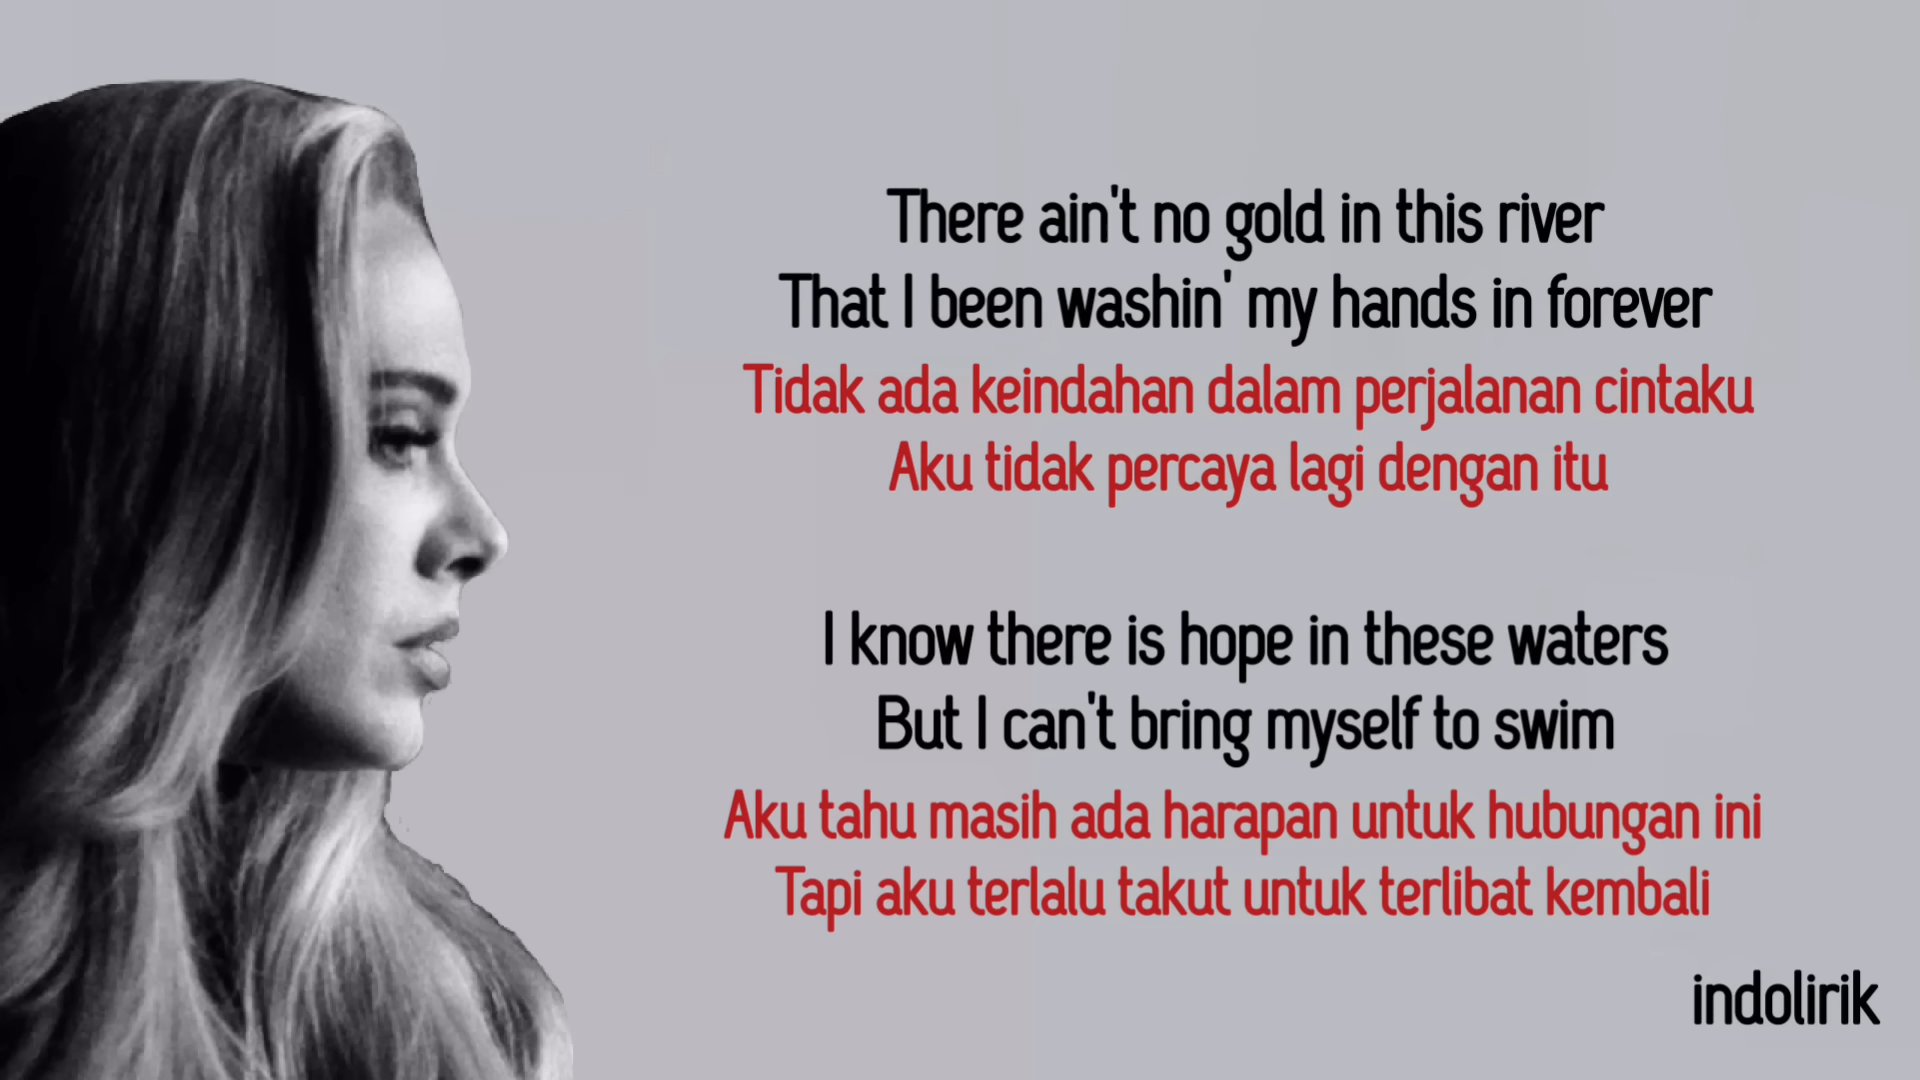 There ain't no gold in this river
That I been washin' my hands in forever
Tidak ada keindahan dalam perjalanan cintaku
Aku tidak percaya lagi dengan itu
I know there is hope in these waters
But I can't bring myself to swim
Aku tahu masih ada harapan untuk hubungan ini
Tapi aku terlalu takut untuk terlibat kembali
indolirik